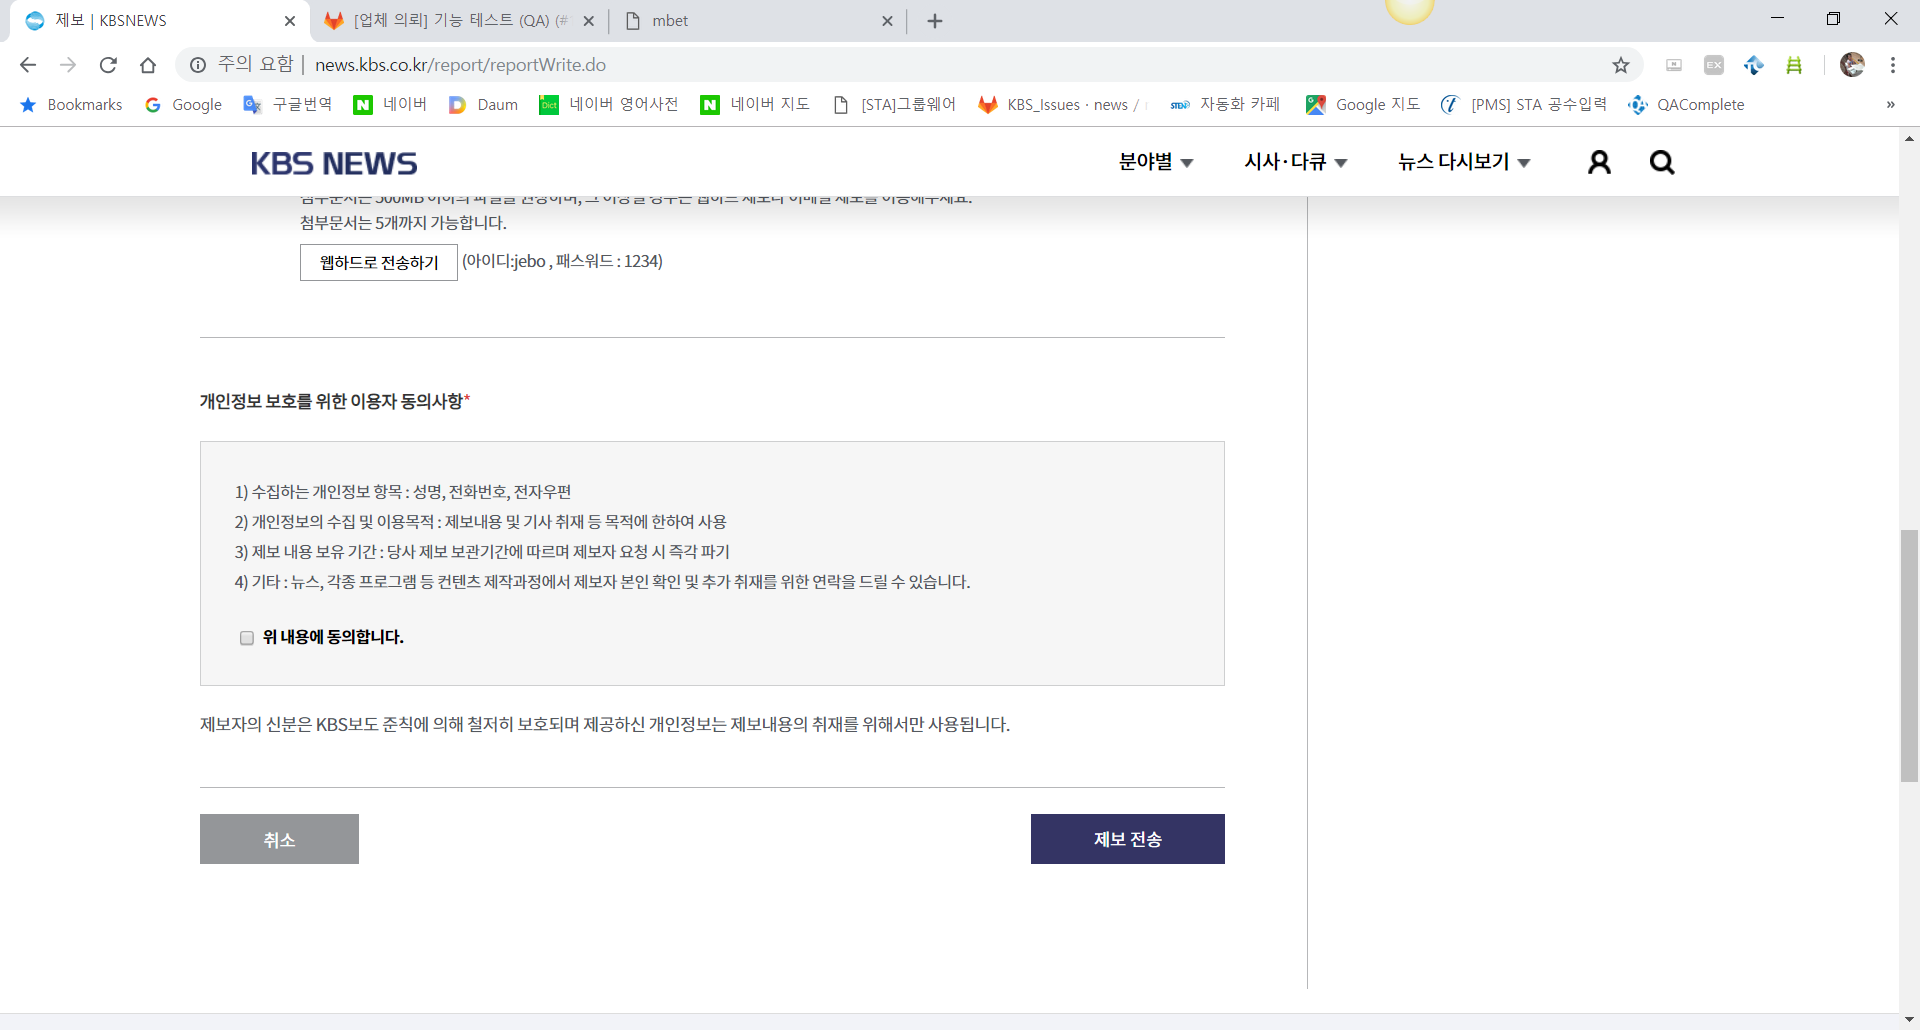 제보 | KBSNEWS
[업체 의뢰] 기능 테스트 (QA) (#
mbet
주의 요함 | news.kbs.co.kr/report/reportWrite.do
Bookmarks Google 구글번역 네이버 Daum 네이버 영어사전 네이버 지도 [STA]그룹웨어 KBS_Issues · news / 자동화 카페 Google 지도 [PMS] STA 공수입력 QAComplete »
KBS NEWS 분야별 시사·다큐 뉴스 다시보기
첨부문서는 5개까지 가능합니다.
웹하드로 전송하기 (아이디:jebo , 패스워드 : 1234)
개인정보 보호를 위한 이용자 동의사항*
1) 수집하는 개인정보 항목 : 성명, 전화번호, 전자우편
2) 개인정보의 수집 및 이용목적 : 제보내용 및 기사 취재 등 목적에 한하여 사용
3) 제보 내용 보유 기간 : 당사 제보 보관기간에 따르며 제보자 요청 시 즉각 파기
4) 기타 : 뉴스, 각종 프로그램 등 컨텐츠 제작과정에서 제보자 본인 확인 및 추가 취재를 위한 연락을 드릴 수 있습니다.
위 내용에 동의합니다.
제보자의 신분은 KBS보도 준칙에 의해 철저히 보호되며 제공하신 개인정보는 제보내용의 취재를 위해서만 사용됩니다.
취소 제보 전송